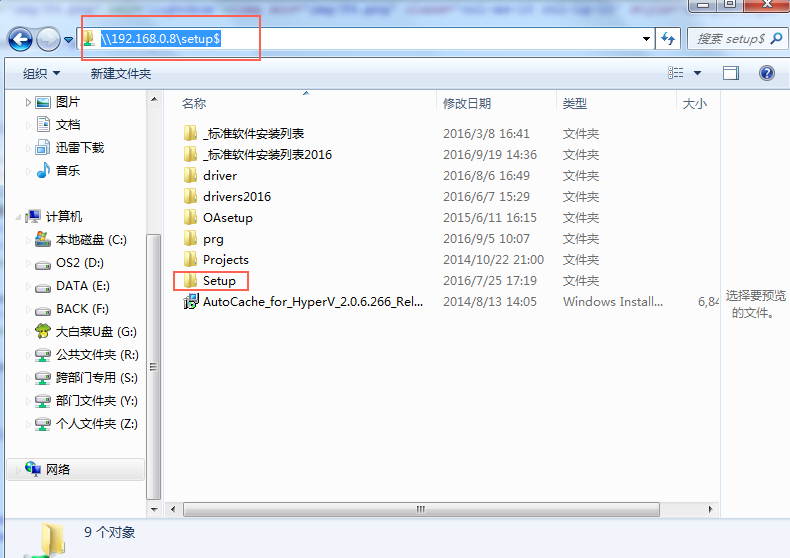 \\192.168.0.8\setup$
搜索 setup$
组织 新建文件夹
图片
文档
迅雷下载
音乐
计算机
本地磁盘 (C:)
OS2 (D:)
DATA (E:)
BACK (F:)
大白菜U盘 (G:)
公共文件夹 (R:)
跨部门专用 (S:)
部门文件夹 (Y:)
个人文件夹 (Z:)
网络
名称 修改日期 类型 大小
_标准软件安装列表 2016/3/8 16:41 文件夹
_标准软件安装列表2016 2016/9/19 14:36 文件夹
driver 2016/8/6 16:49 文件夹
drivers2016 2016/6/7 15:29 文件夹
OAsetup 2015/6/11 16:15 文件夹
prg 2016/9/5 10:07 文件夹
Projects 2014/10/22 21:00 文件夹
Setup 2016/7/25 17:19 文件夹
AutoCache_for_HyperV_2.0.6.266_Rel... 2014/8/13 14:05 Windows Install... 6,84
选择要预览
的文件。
9 个对象